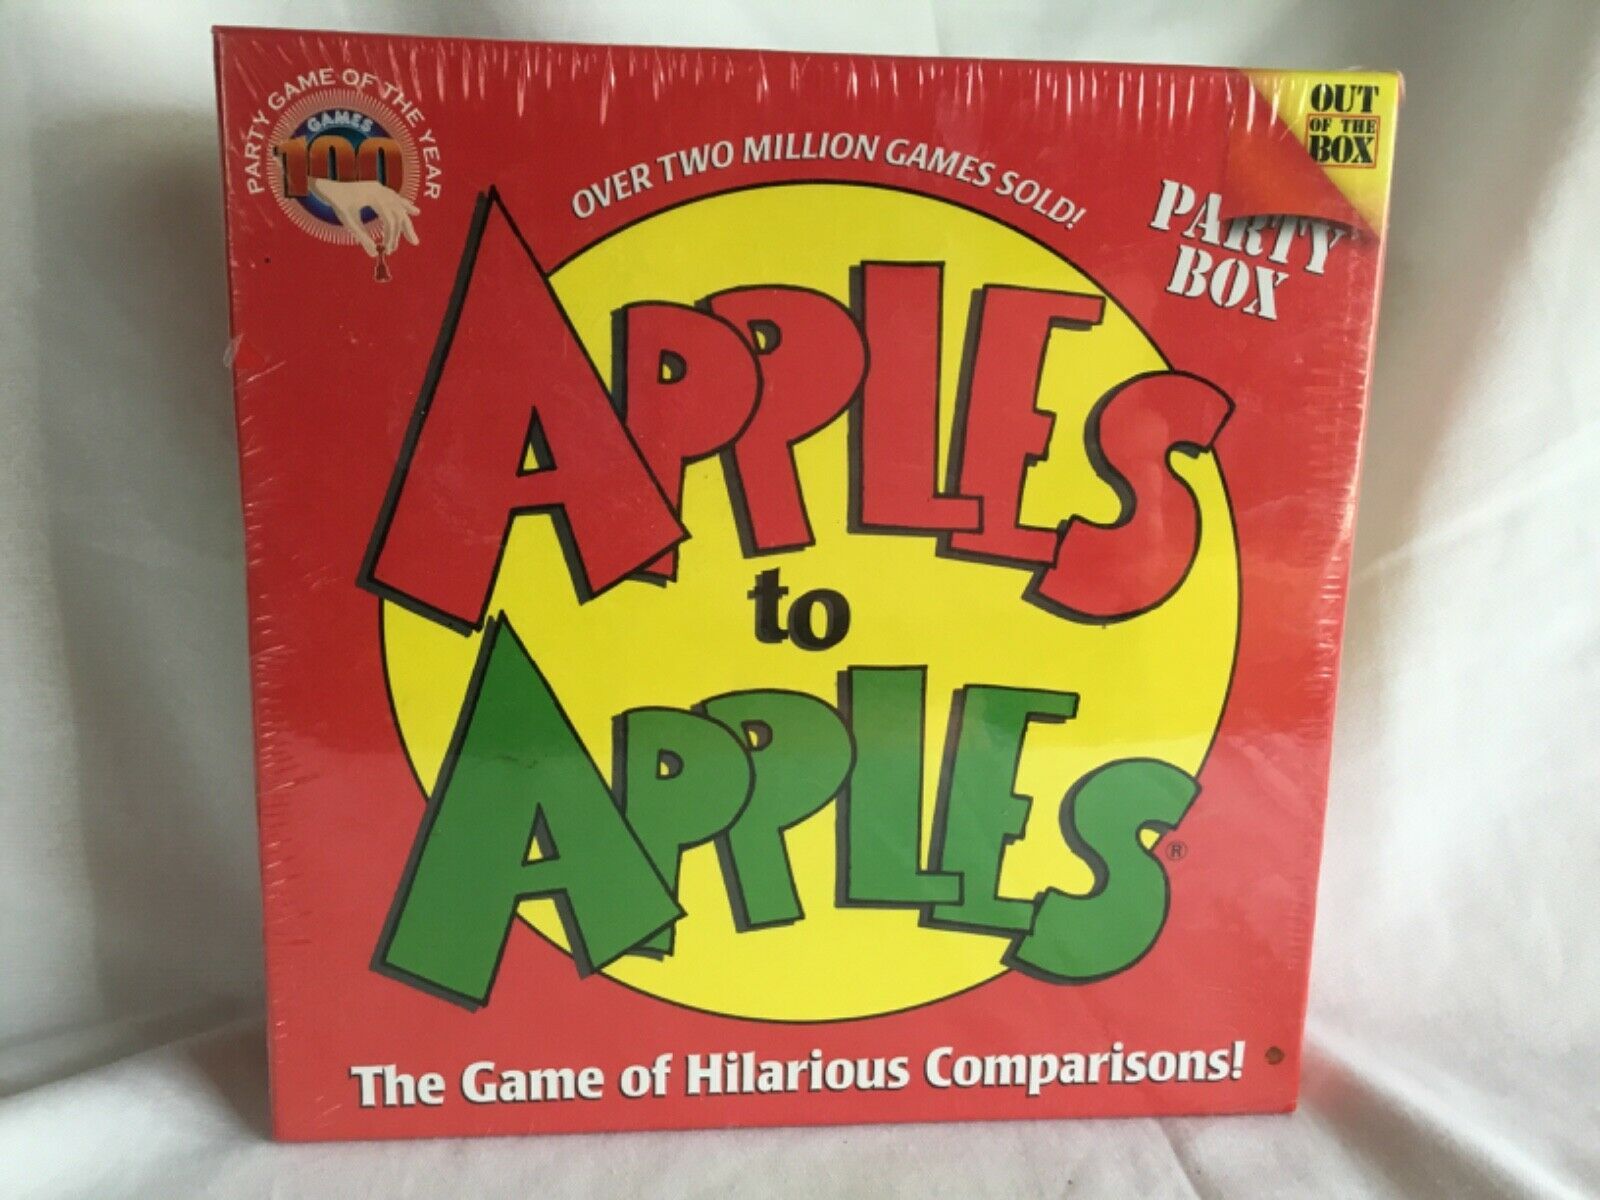 PARTY GAME OF THE YEAR
GAMES
100
OVER TWO MILLION GAMES SOLD!
OUT
OF THE
BOX
PARTY
BOX
APPLES
to
APPLES®
The Game of Hilarious Comparisons!